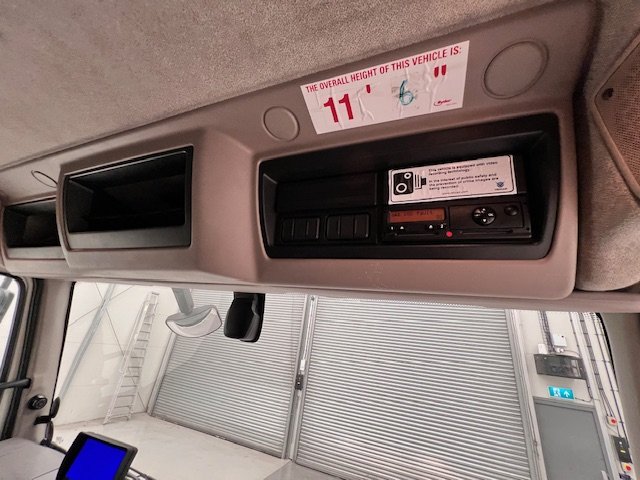 THE OVERALL HEIGHT OF THIS VEHICLE IS:
11' 6"
Ryder
This vehicle is equipped with video
recording technology.
In the interest of public safety and
the prevention of crime images are
being recorded.